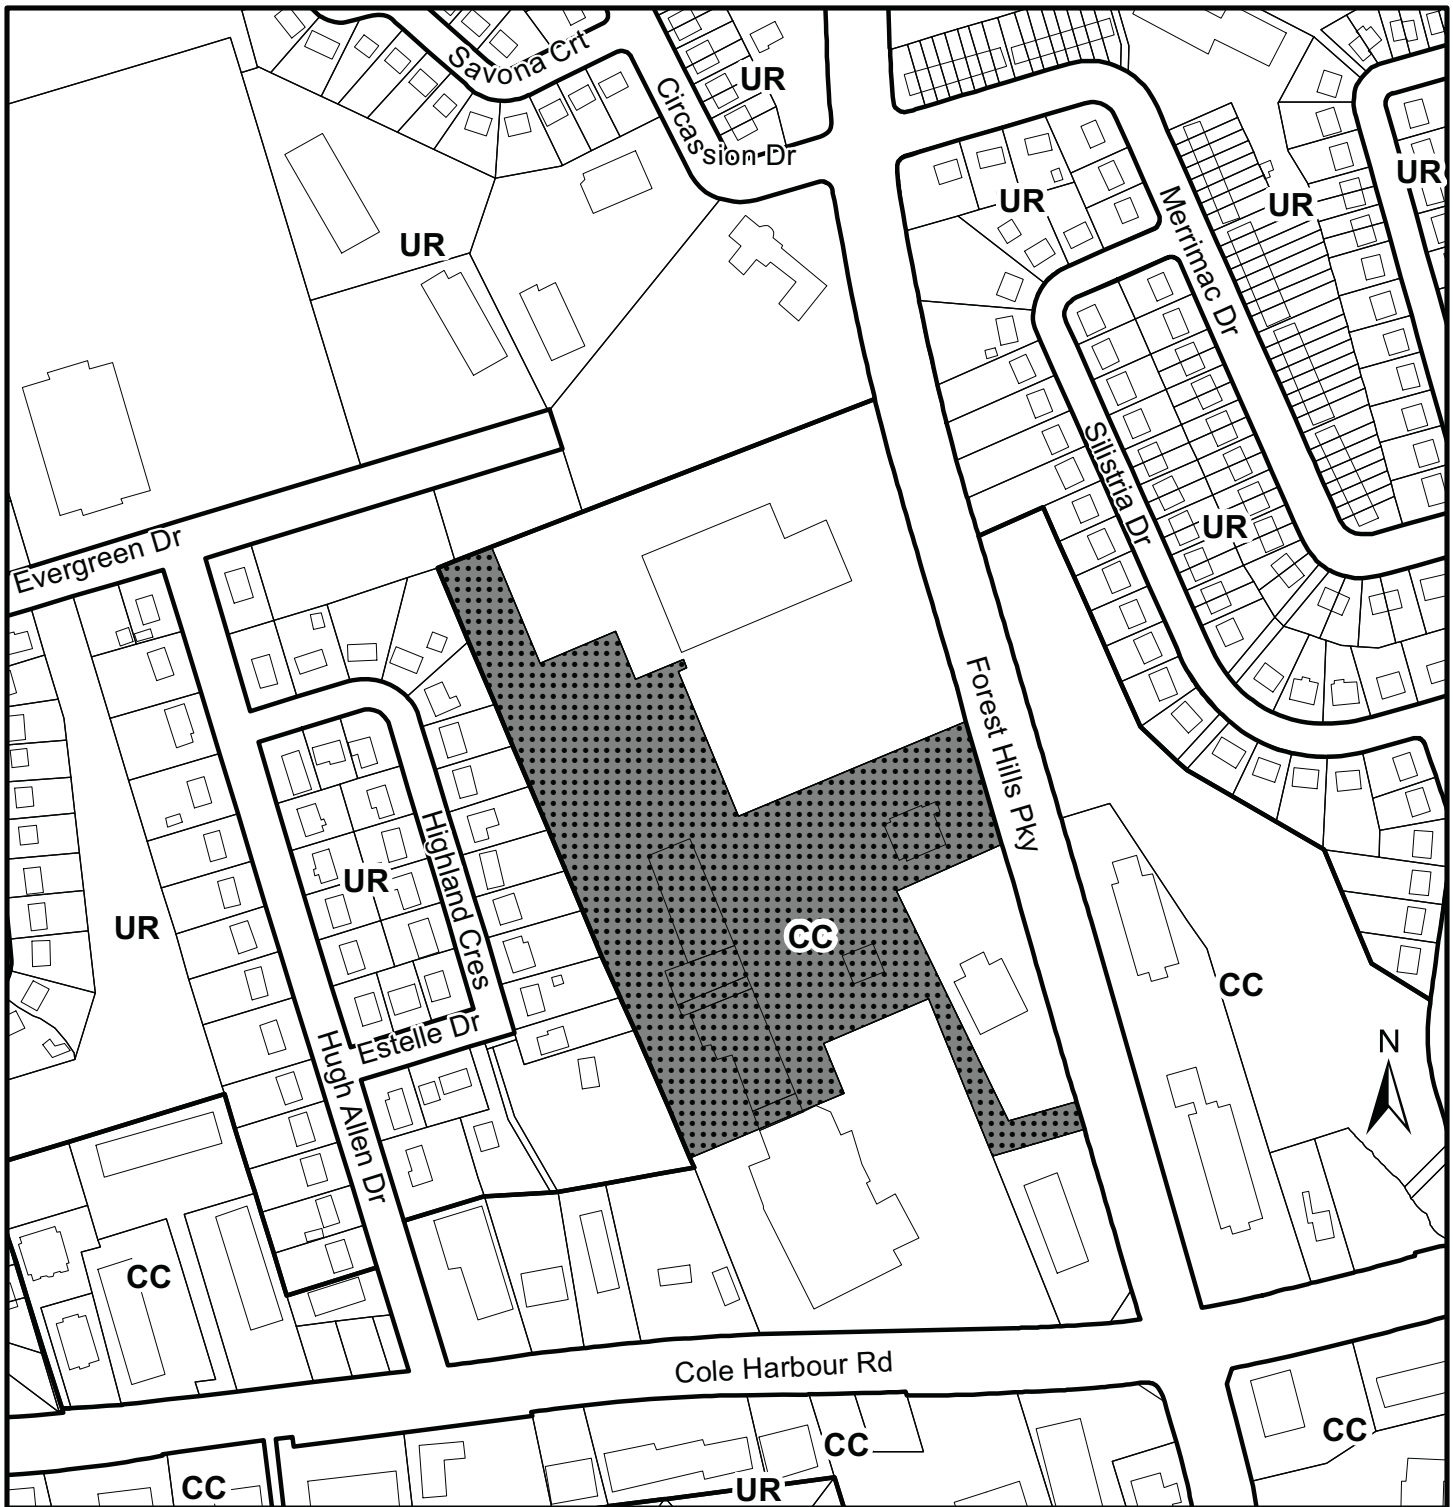 Savona Crt
UR
Circassion Dr
UR
UR
UR
UR
Merrimac Dr
Silistria Dr
UR
Evergreen Dr
Forest Hills Pky
Highland Cres
UR
UR
CC
CC
Estelle Dr
Hugh Allen Dr
N
CC
Cole Harbour Rd
CC
CC
CC
UR